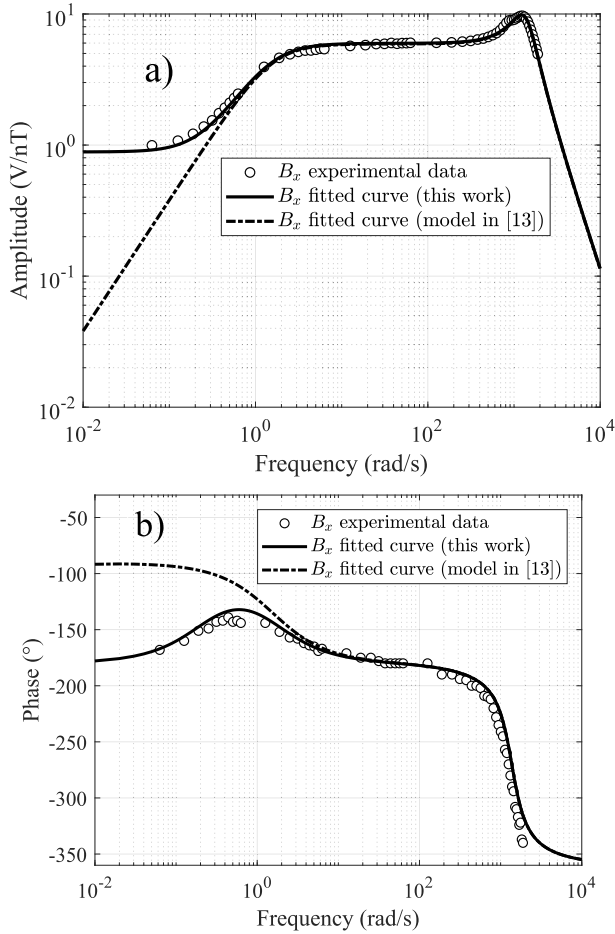 10^1
a)
10^0
B_x experimental data
B_x fitted curve (this work)
B_x fitted curve (model in [13])
Amplitude (V/nT)
10^-1
10^-2
10^-2 10^0 10^2 10^4
Frequency (rad/s)
-50
b)
B_x experimental data
B_x fitted curve (this work)
B_x fitted curve (model in [13])
-100
-150
Phase (°)
-200
-250
-300
-350
10^-2 10^0 10^2 10^4
Frequency (rad/s)